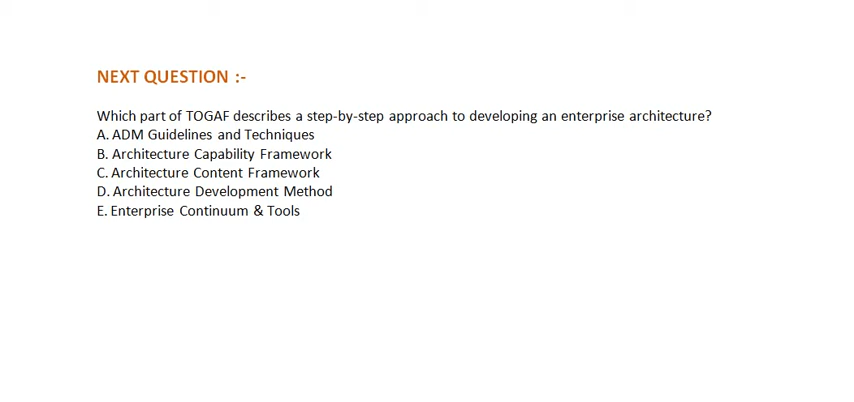 NEXT QUESTION :-
Which part of TOGAF describes a step-by-step approach to developing an enterprise architecture?
A. ADM Guidelines and Techniques
B. Architecture Capability Framework
C. Architecture Content Framework
D. Architecture Development Method
E. Enterprise Continuum & Tools